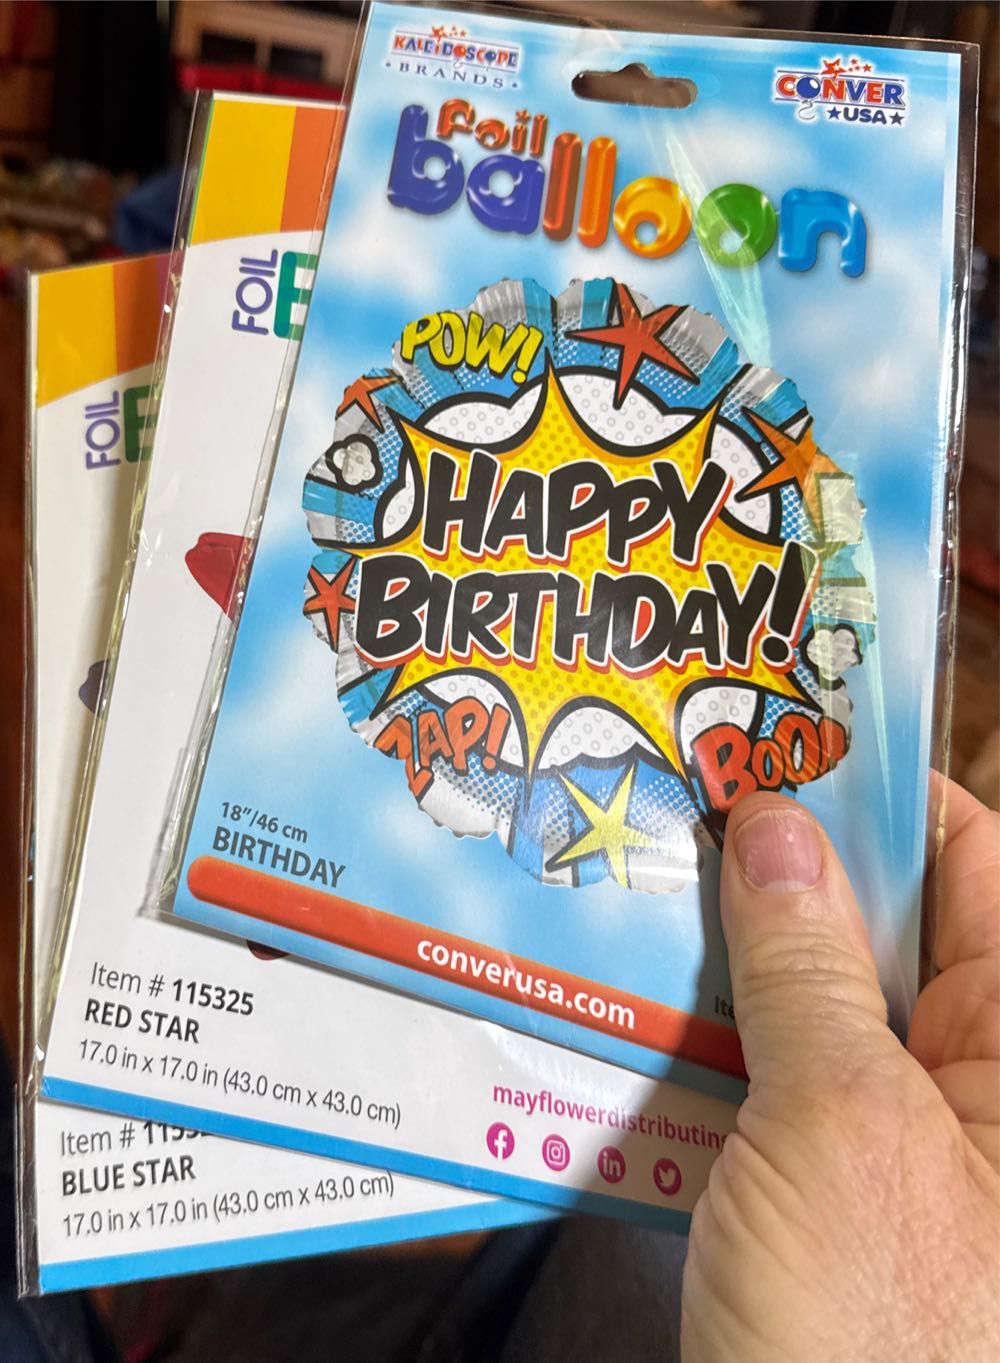 KALEIDOSCOPE
• BRANDS •
CONVER
★USA★
foil
balloon
POW!
HAPPY
BIRTHDAY!
ZAP!
18"/46 cm
BIRTHDAY
converusa.com
FOIL
FOIL
Item # 115325
RED STAR
17.0 in x 17.0 in (43.0 cm x 43.0 cm)
Item #
BLUE STAR
17.0 in x 17.0 in (43.0 cm x 43.0 cm)